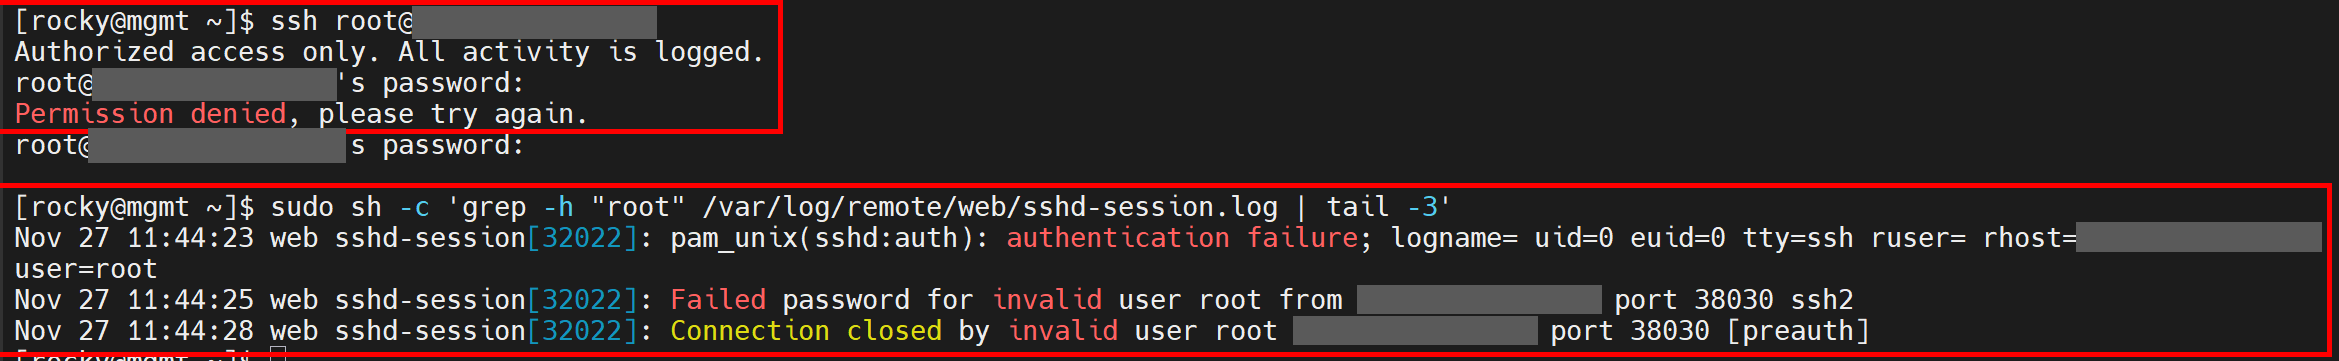 [rocky@mgmt ~]$ ssh root@
Authorized access only. All activity is logged.
root@'s password:
Permission denied, please try again.
root@s password:
[rocky@mgmt ~]$ sudo sh -c 'grep -h "root" /var/log/remote/web/sshd-session.log | tail -3'
Nov 27 11:44:23 web sshd-session[32022]: pam_unix(sshd:auth): authentication failure; logname= uid=0 euid=0 tty=ssh ruser= rhost=
user=root
Nov 27 11:44:25 web sshd-session[32022]: Failed password for invalid user root from port 38030 ssh2
Nov 27 11:44:28 web sshd-session[32022]: Connection closed by invalid user root port 38030 [preauth]
[rocky@mgmt ~]$